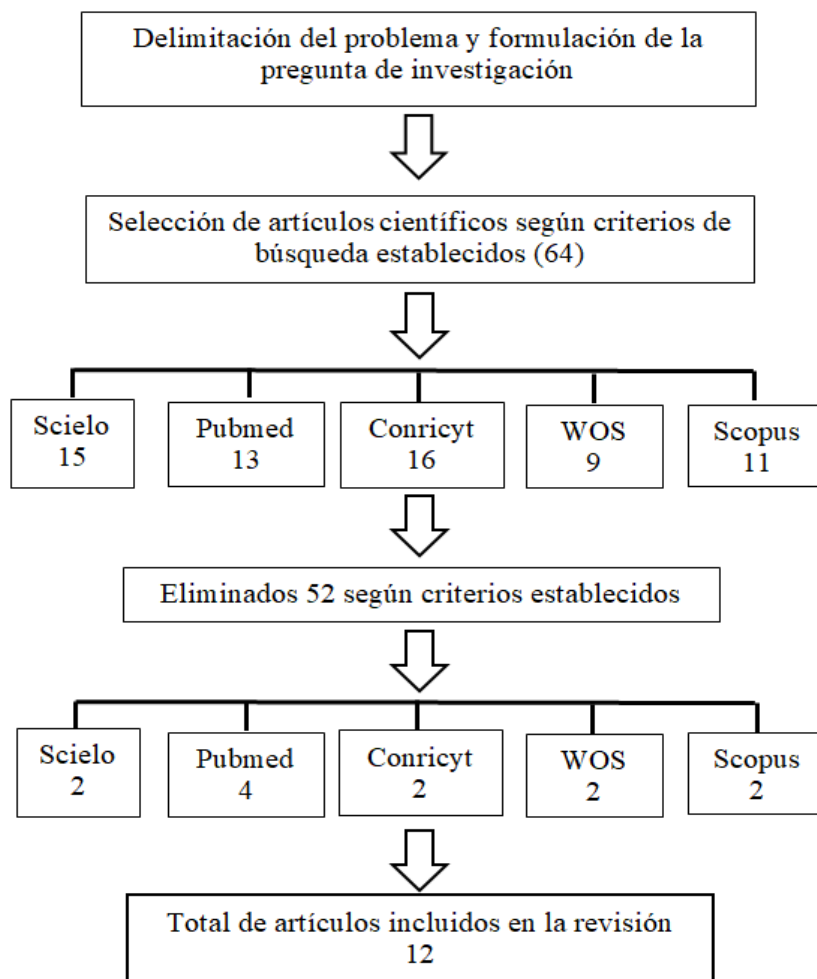 Delimitación del problema y formulación de la
pregunta de investigación
Selección de artículos científicos según criterios de
búsqueda establecidos (64)
Scielo
15
Pubmed
13
Conricyt
16
WOS
9
Scopus
11
Eliminados 52 según criterios establecidos
Scielo
2
Pubmed
4
Conricyt
2
WOS
2
Scopus
2
Total de artículos incluidos en la revisión
12